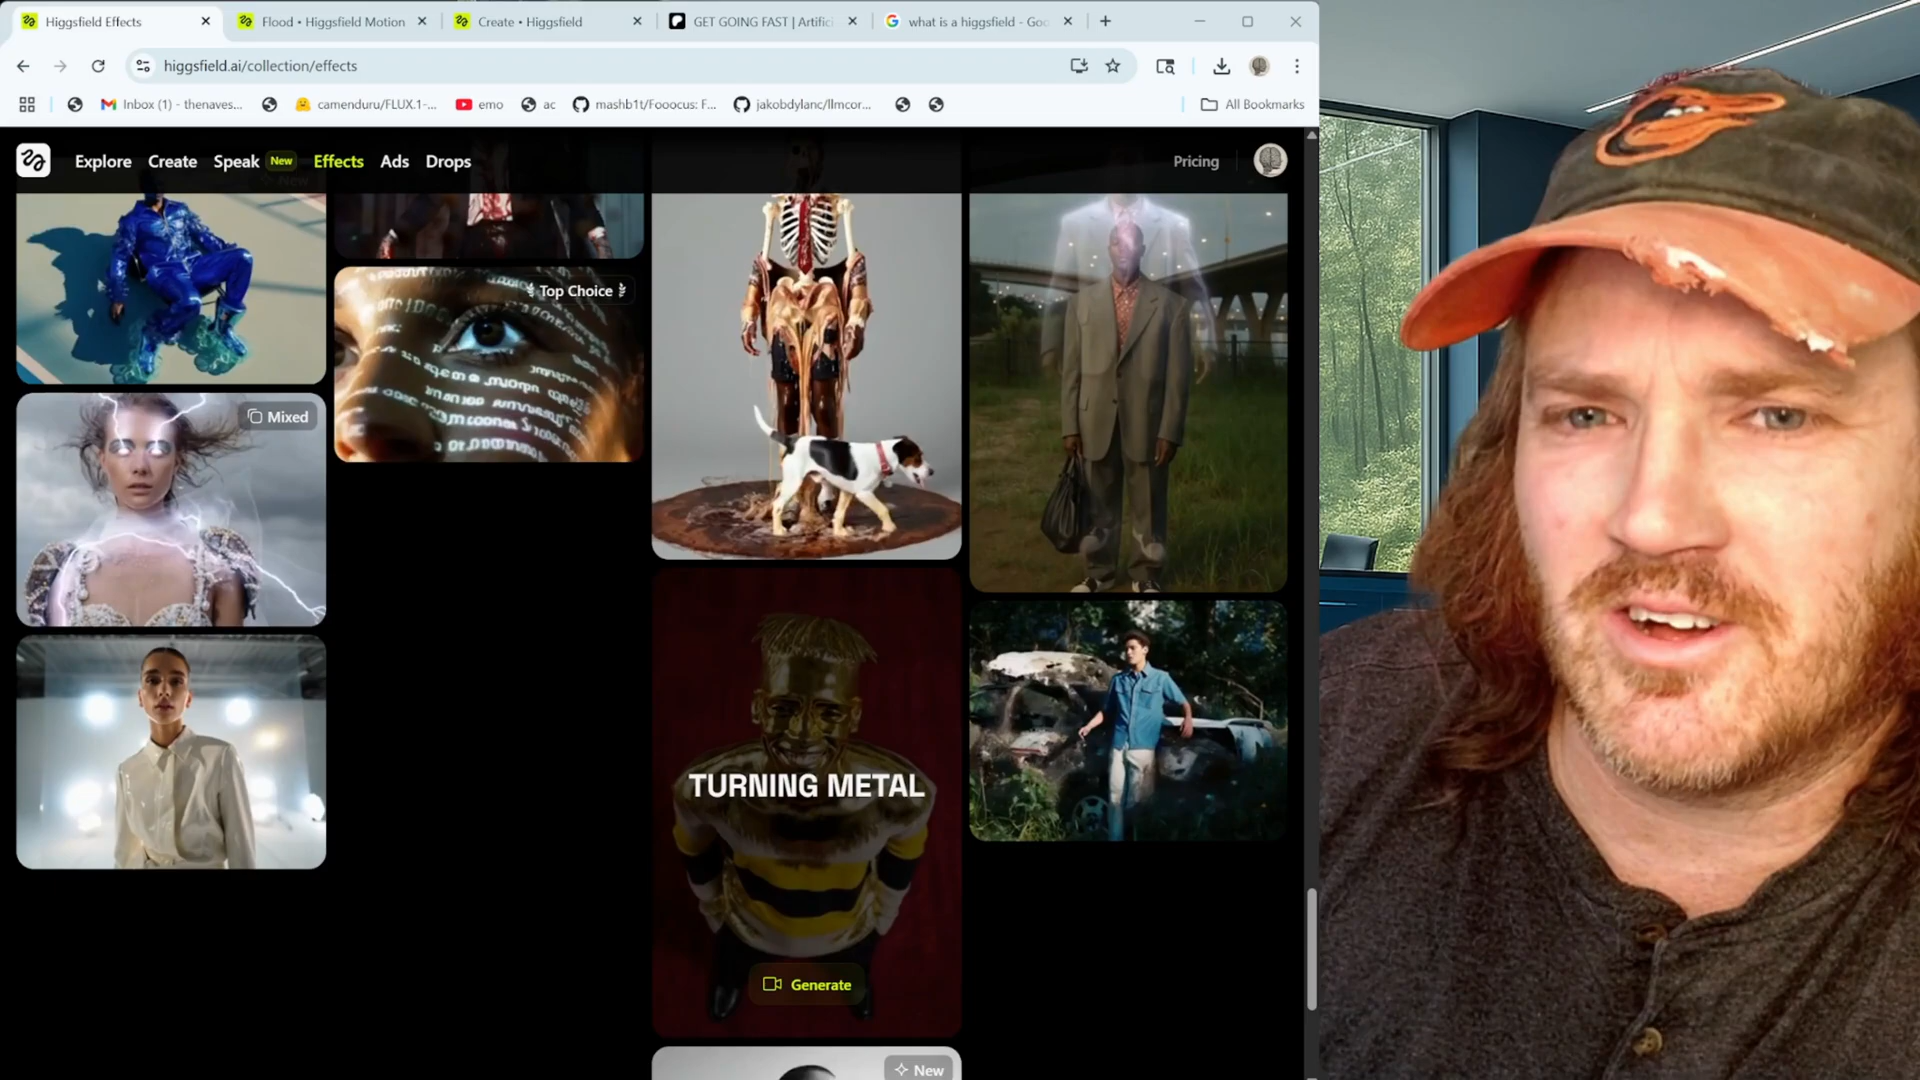 Higgsfield Effects
Flood • Higgsfield Motion
Create • Higgsfield
GET GOING FAST | Artifici
what is a higgsfield - Goo
higgsfield.ai/collection/effects
Inbox (1) - thenaves...
camenduru/FLUX.1-...
emo
ac
mashb1t/Fooocus: F...
jakobdylanc/llmcor...
All Bookmarks
Explore
Create
Speak
New
Effects
Ads
Drops
Pricing
Top Choice
Mixed
TURNING METAL
Generate
New